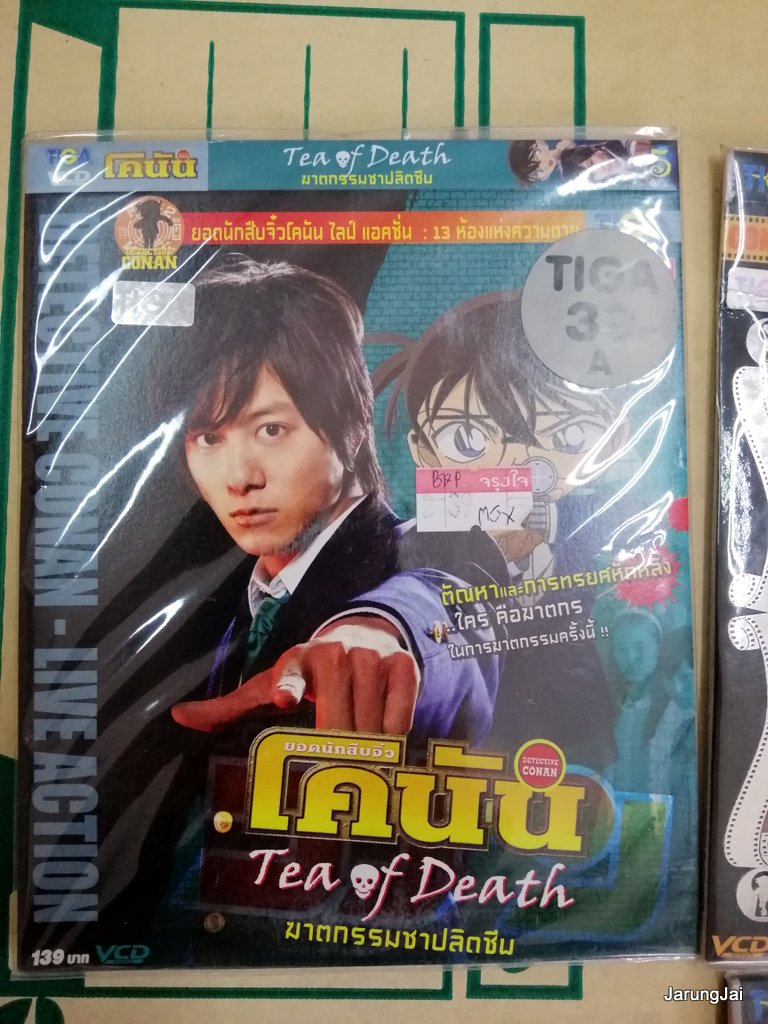 TIGA
VCD
โคนัน
Tea of Death
ฆาตกรรมชาปลิดชีพ
5
DETECTIVE
CONAN
ยอดนักสืบจิ๋วโคนัน ไลฟ์ แอคชั่น : 13 ห้องแห่งความตาย
TIGA
TIGA
A
จรุงใจ
39
DETECTIVE CONAN - LIVE ACTION
ตัณหาและการทรยศหักหลัง
...ใคร คือฆาตกร
ในการฆาตกรรมครั้งนี้ !!
ยอดนักสืบจิ๋ว
โคนัน
DETECTIVE
CONAN
Tea of Death
ฆาตกรรมชาปลิดชีพ
139 บาท VCD
VCD
JarungJai